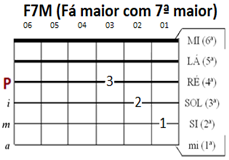 F7M (Fá maior com 7ª maior)
06 05 04 03 02 01
MI (6ª)
LÁ (5ª)
P 3 RÉ (4ª)
i 2 SOL (3ª)
m 1 SI (2ª)
a mi (1ª)